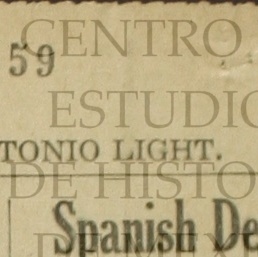 CENTRO
59
ESTUDIO
TONIO LIGHT.
DE HISTO
Spanish De